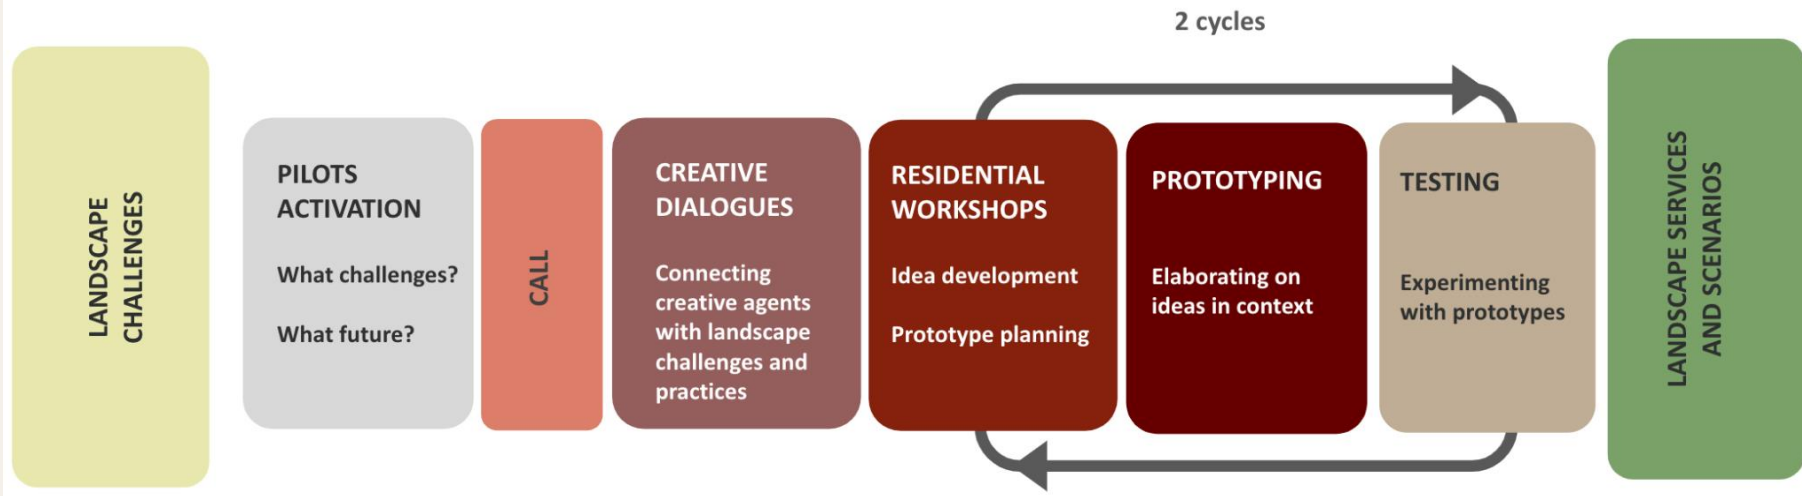 2 cycles
LANDSCAPE
CHALLENGES
PILOTS
ACTIVATION
What challenges?
What future?
CALL
CREATIVE
DIALOGUES
Connecting
creative agents
with landscape
challenges and
practices
RESIDENTIAL
WORKSHOPS
Idea development
Prototype planning
PROTOTYPING
Elaborating on
ideas in context
TESTING
Experimenting
with prototypes
LANDSCAPE SERVICES
AND SCENARIOS